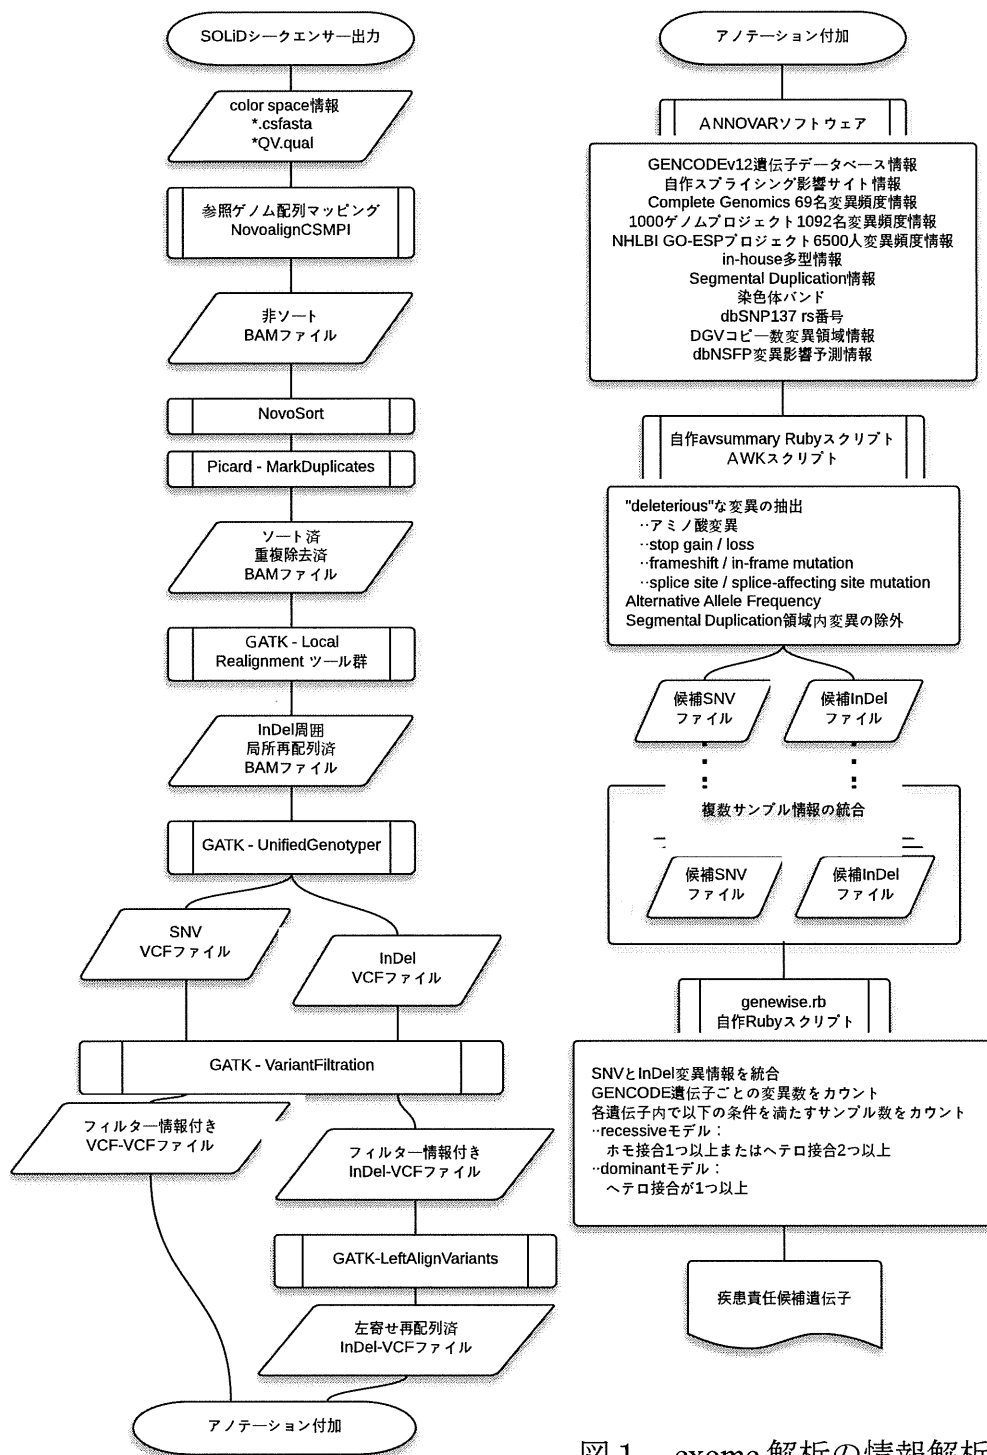 SOLiDシークエンサー出力
color space情報
*.csfasta
*QV.qual
参照ゲノム配列マッピング
NovoalignCSMPI
非ソート
BAMファイル
NovoSort
Picard - MarkDuplicates
ソート済
重複除去済
BAMファイル
GATK - Local
Realignment ツール群
InDel周囲
局所再配列済
BAMファイル
GATK - UnifiedGenotyper
SNV
VCFファイル
InDel
VCFファイル
GATK - VariantFiltration
フィルター情報付き
VCF-VCFファイル
フィルター情報付き
InDel-VCFファイル
GATK-LeftAlignVariants
左寄せ再配列済
InDel-VCFファイル
アノテーション付加
アノテーション付加
ANNOVARソフトウェア
GENCODEv12遺伝子データベース情報
自作スプライシング影響サイト情報
Complete Genomics 69名変異頻度情報
1000ゲノムプロジェクト1092名変異頻度情報
NHLBI GO-ESPプロジェクト6500人変異頻度情報
in-house多型情報
Segmental Duplication情報
染色体バンド
dbSNP137 rs番号
DGVコピー数変異領域情報
dbNSFP変異影響予測情報
自作avsummary Rubyスクリプト
AWKスクリプト
"deleterious"な変異の抽出
··アミノ酸変異
··stop gain / loss
··frameshift / in-frame mutation
··splice site / splice-affecting site mutation
Alternative Allele Frequency
Segmental Duplication領域内変異の除外
候補SNV
ファイル
候補InDel
ファイル
複数サンプル情報の統合
候補SNV
ファイル
候補InDel
ファイル
genewise.rb
自作Rubyスクリプト
SNVとInDel変異情報を統合
GENCODE遺伝子ごとの変異数をカウント
各遺伝子内で以下の条件を満たすサンプル数をカウント
··recessiveモデル：
ホモ接合1つ以上またはヘテロ接合2つ以上
··dominantモデル：
ヘテロ接合が1つ以上
疾患責任候補遺伝子
図1 exome解析の情報解析